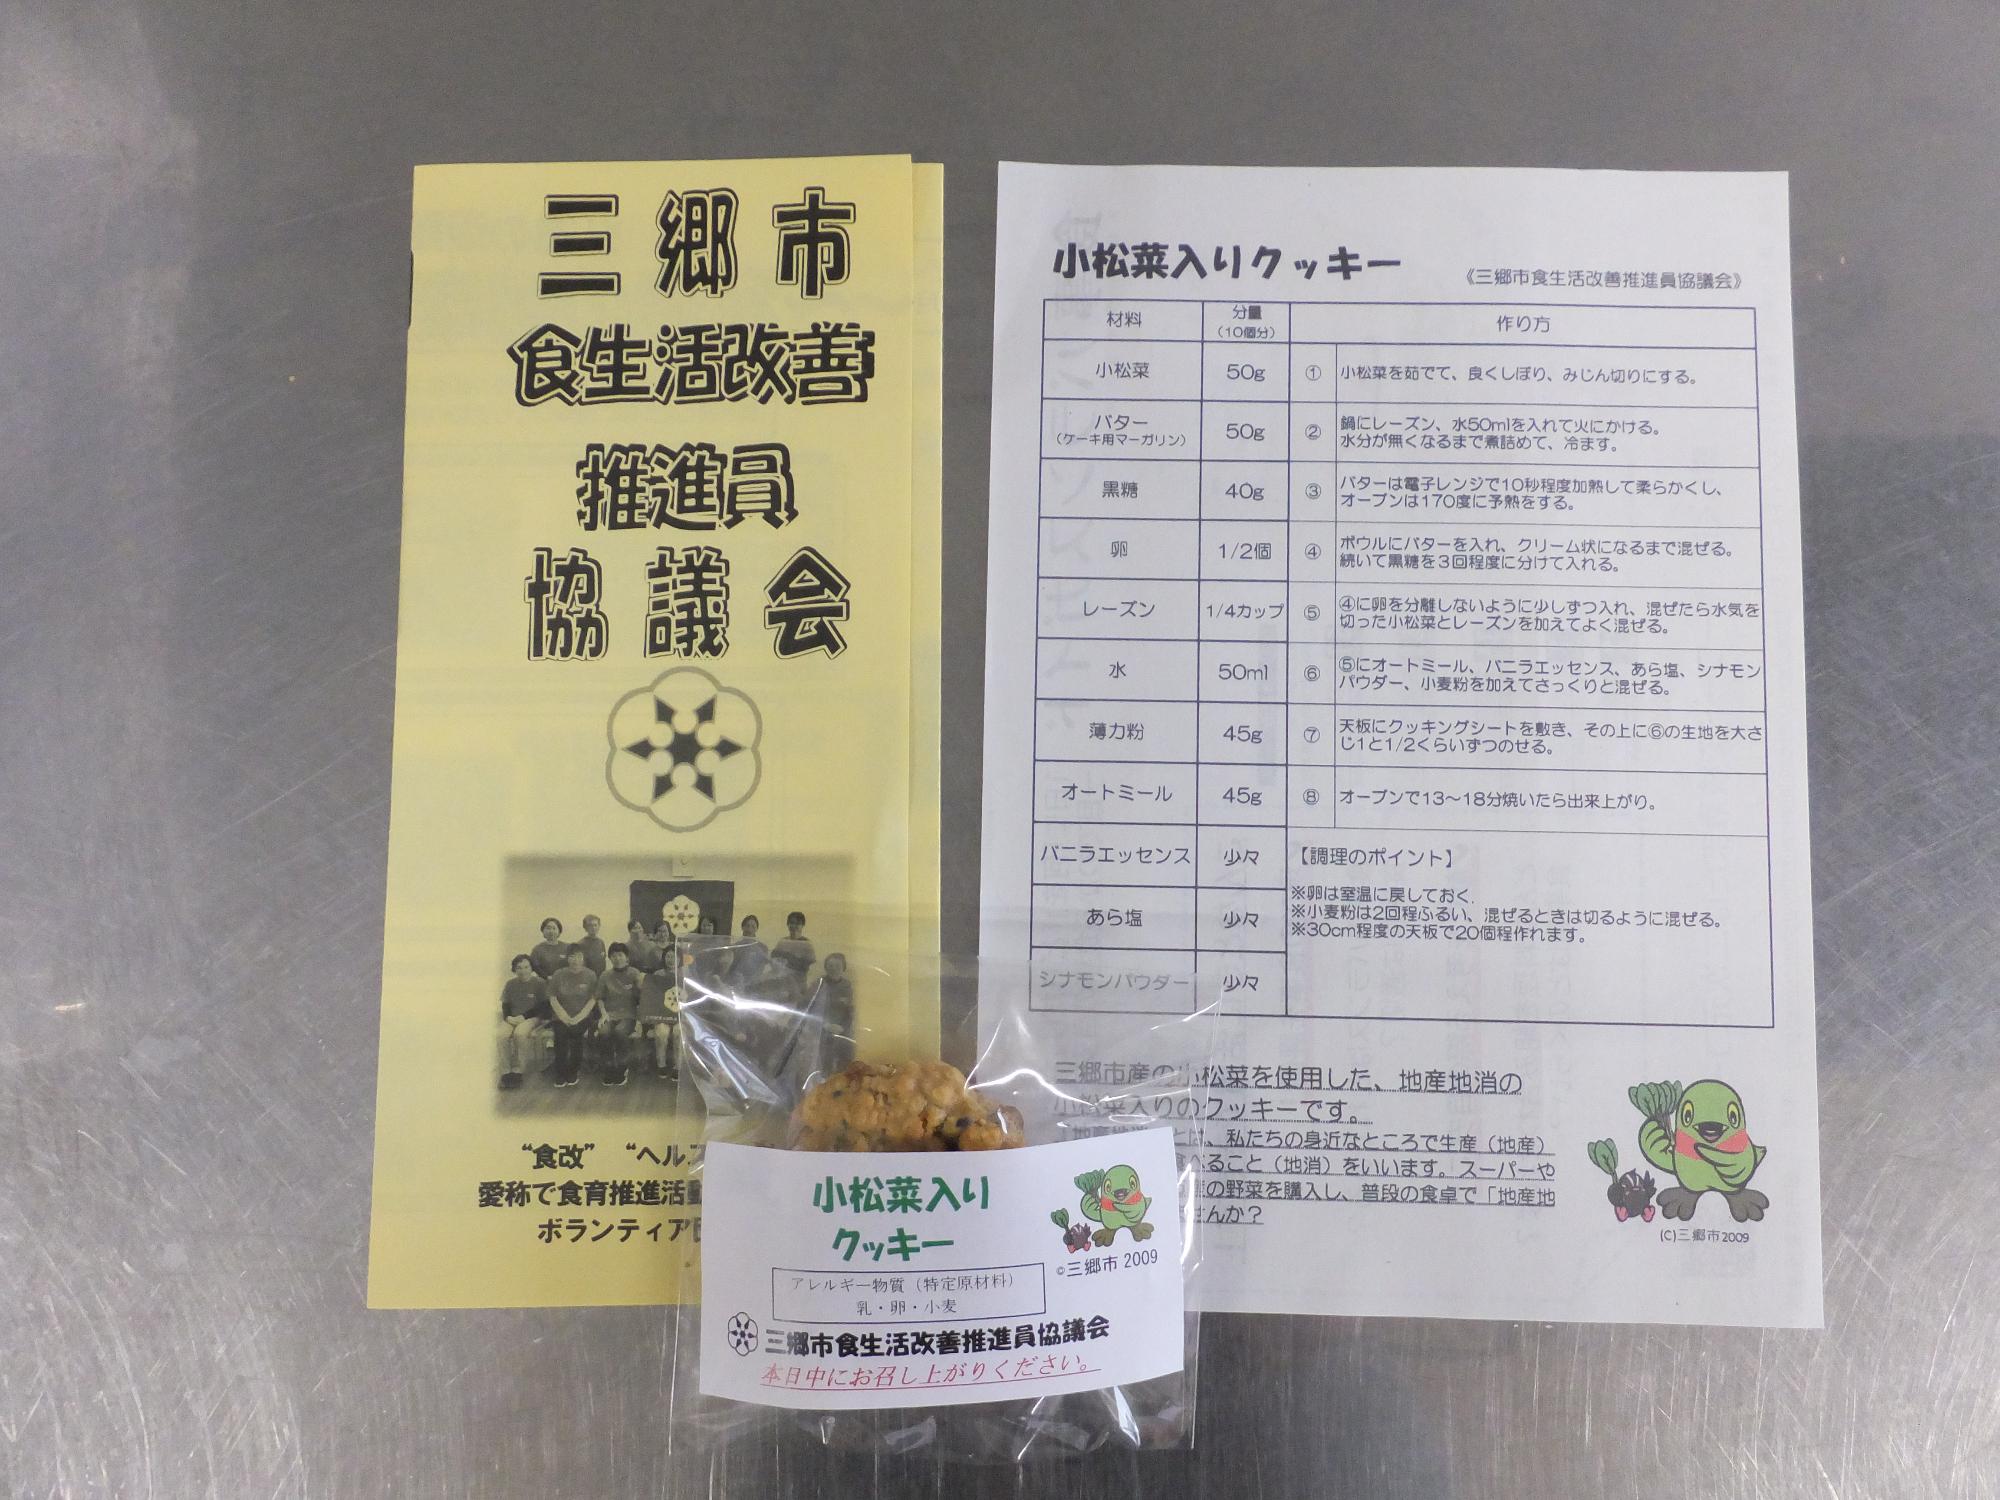 三郷市
食生活改善
推進員
協議会
“食改” “ヘル
愛称で食育推進活動
ボランティア
小松菜入りクッキー
《三郷市食生活改善推進員協議会》
材料 分量(10個分) 作り方
小松菜 50g ① 小松菜を茹でて、良くしぼり、みじん切りにする。
バター(ケーキ用マーガリン) 50g ② 鍋にレーズン、水50mlを入れて火にかける。
水分が無くなるまで煮詰めて、冷ます。
黒糖 40g ③ バターは電子レンジで10秒程度加熱して柔らかくし、
オーブンは170度に予熱をする。
卵 1/2個 ④ ボウルにバターを入れ、クリーム状になるまで混ぜる。
続いて黒糖を3回程度に分けて入れる。
レーズン 1/4カップ ⑤ ④に卵を分離しないように少しずつ入れ、混ぜたら水気を
切った小松菜とレーズンを加えてよく混ぜる。
水 50ml ⑥ ⑤にオートミール、バニラエッセンス、あら塩、シナモン
パウダー、小麦粉を加えてさっくりと混ぜる。
薄力粉 45g ⑦ 天板にクッキングシートを敷き、その上に⑥の生地を大さ
じ1と1/2くらいずつのせる。
オートミール 45g ⑧ オーブンで13～18分焼いたら出来上がり。
バニラエッセンス 少々
あら塩 少々
シナモンパウダー 少々
【調理のポイント】
※卵は室温に戻しておく.
※小麦粉は2回程ふるい、混ぜるときは切るように混ぜる。
※30cm程度の天板で20個程作れます。
三郷市産の小松菜を使用した、地産地消の
小松菜入りのクッキーです。
「地産地消」とは、私たちの身近なところで生産（地産）
べること（地消）をいいます。スーパーや
の野菜を購入し、普段の食卓で「地産地
せんか？
(C)三郷市2009
小松菜入り
クッキー
アレルギー物質（特定原材料）
乳・卵・小麦
©三郷市 2009
三郷市食生活改善推進員協議会
本日中にお召し上がりください。